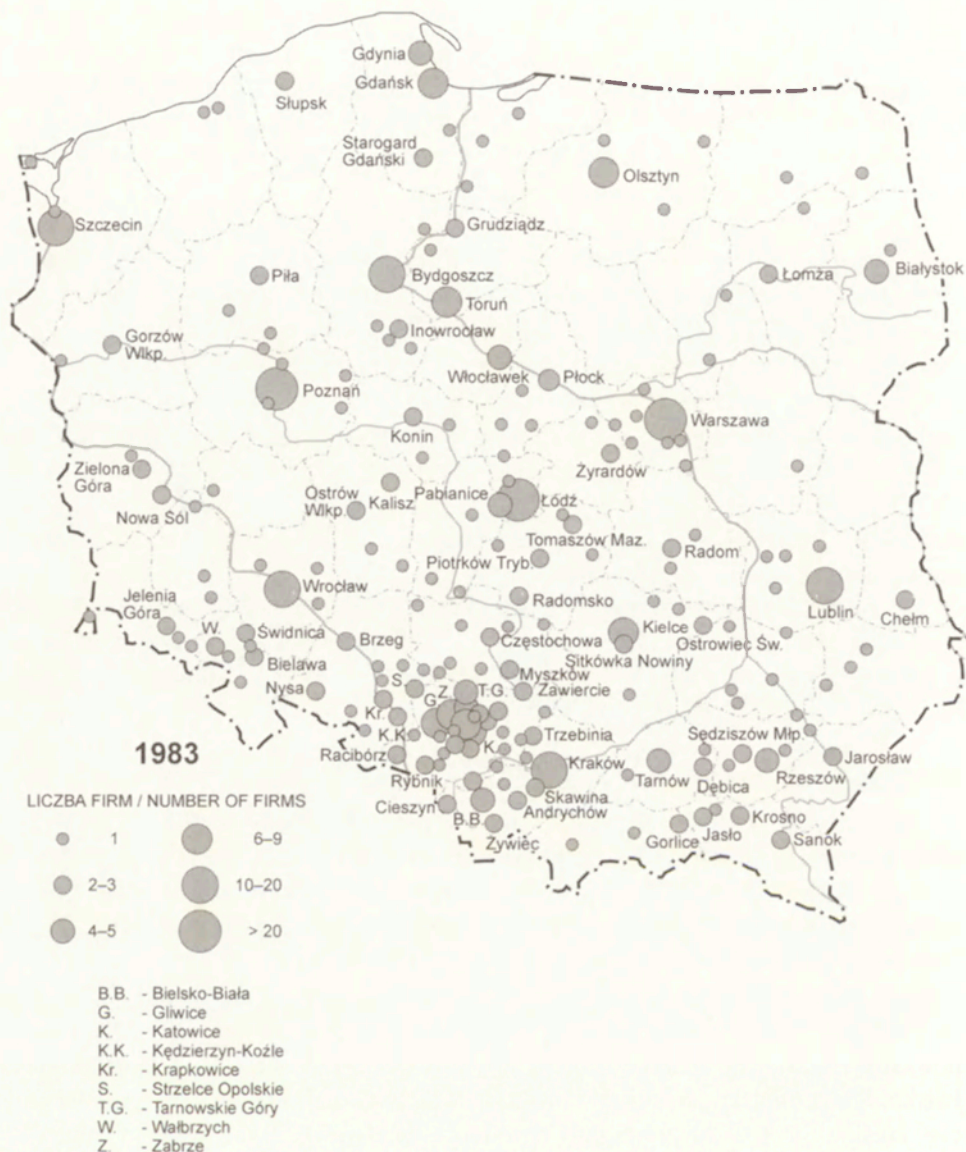 Gdynia
Gdańsk
Słupsk
Starogard
Gdański
Olsztyn
Szczecin
Grudziądz
Piła
Bydgoszcz
Łomża
Białystok
Toruń
Inowrocław
Gorzów
Wlkp.
Włocławek
Płock
Poznań
Warszawa
Konin
Żyrardów
Zielona
Góra
Nowa Sól
Ostrów
Wlkp.
Kalisz
Pabianice
Łódź
Tomaszów Maz.
Piotrków Tryb.
Radom
Wrocław
Radomsko
Lublin
Chełm
Jelenia
Góra
W.
Świdnica
Brzeg
Częstochowa
Kielce
Ostrowiec Św.
Sitkówka Nowiny
Bielawa
Myszków
Nysa
S.
Z.
T.G.
Zawiercie
G.
Kr.
K.K.
K.
Trzebinia
Sędziszów Młp.
Racibórz
Rybnik
Kraków
Tarnów
Dębica
Rzeszów
Jarosław
Cieszyn
B.B.
Skawina
Andrychów
Żywiec
Gorlice
Jasło
Krosno
Sanok
1983
LICZBA FIRM / NUMBER OF FIRMS
1 6–9
2–3 10–20
4–5 > 20
B.B. - Bielsko-Biała
G. - Gliwice
K. - Katowice
K.K. - Kędzierzyn-Koźle
Kr. - Krapkowice
S. - Strzelce Opolskie
T.G. - Tarnowskie Góry
W. - Wałbrzych
Z. - Zabrze